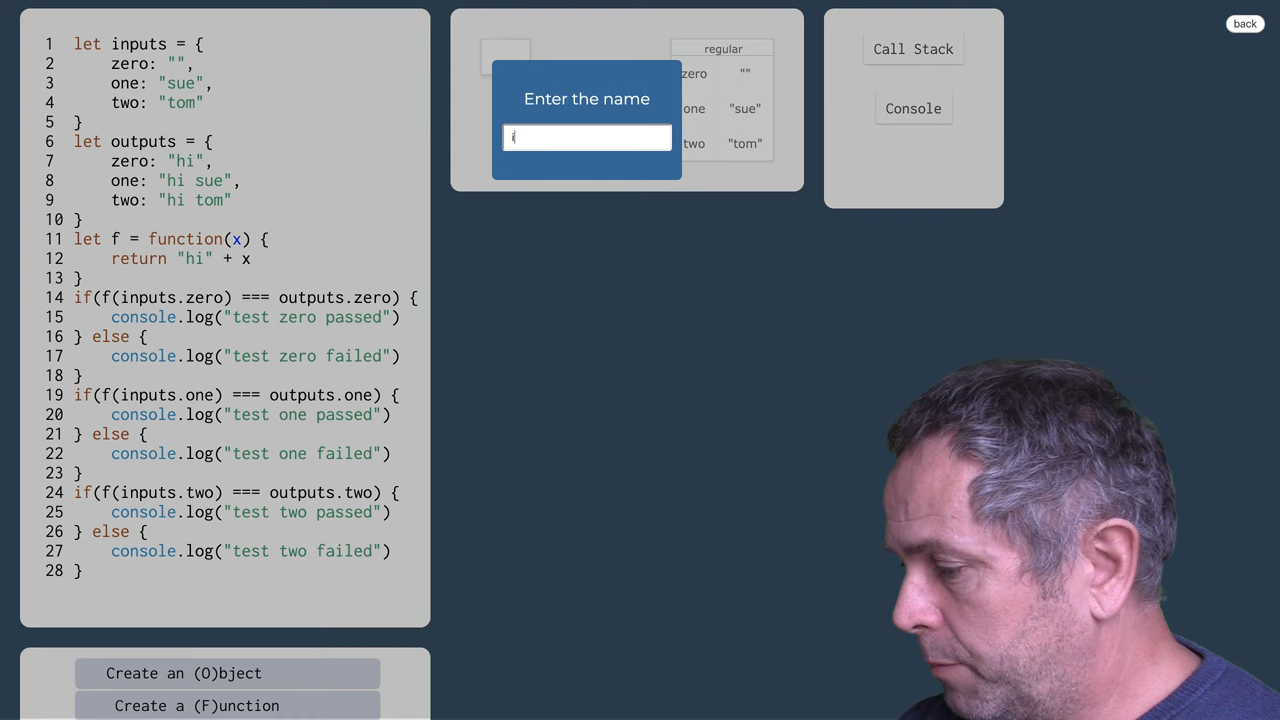 back
1 let inputs = {
2 zero: "",
3 one: "sue",
4 two: "tom"
5 }
6 let outputs = {
7 zero: "hi",
8 one: "hi sue",
9 two: "hi tom"
10 }
11 let f = function(x) {
12 return "hi" + x
13 }
14 if(f(inputs.zero) === outputs.zero) {
15 console.log("test zero passed")
16 } else {
17 console.log("test zero failed")
18 }
19 if(f(inputs.one) === outputs.one) {
20 console.log("test one passed")
21 } else {
22 console.log("test one failed")
23 }
24 if(f(inputs.two) === outputs.two) {
25 console.log("test two passed")
26 } else {
27 console.log("test two failed")
28 }
Create an (O)bject
Create a (F)unction
Enter the name
regular
zero ""
one "sue"
two "tom"
Call Stack
Console